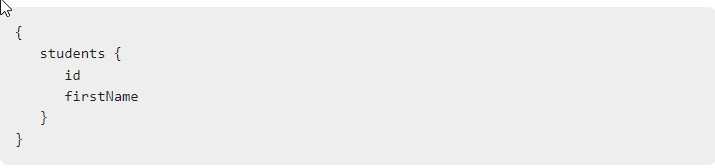 {
   students {
      id
      firstName
   }
}